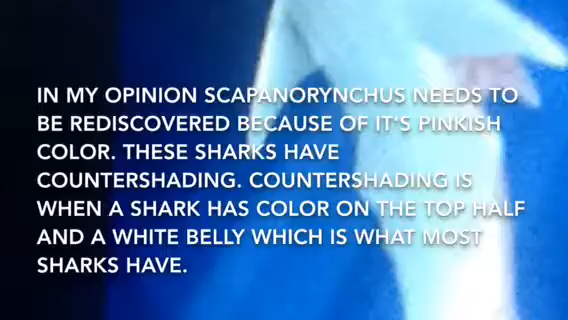 IN MY OPINION SCAPANORYNCHUS NEEDS TO
BE REDISCOVERED BECAUSE OF IT'S PINKISH
COLOR. THESE SHARKS HAVE
COUNTERSHADING. COUNTERSHADING IS
WHEN A SHARK HAS COLOR ON THE TOP HALF
AND A WHITE BELLY WHICH IS WHAT MOST
SHARKS HAVE.